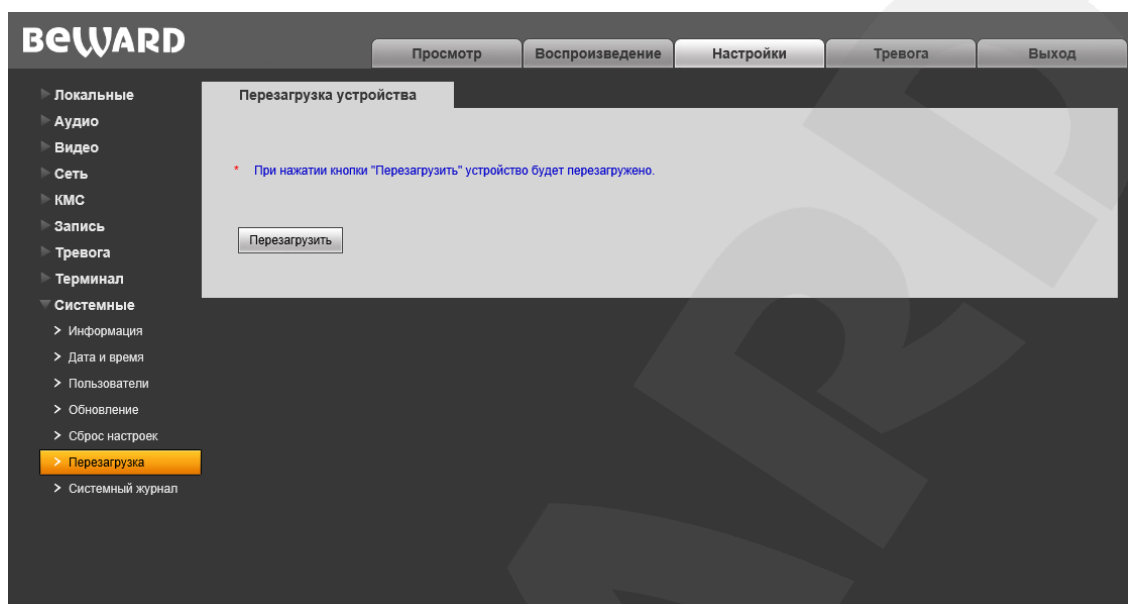 BEWARD
Просмотр
Воспроизведение
Настройки
Тревога
Выход
Локальные
Аудио
Видео
Сеть
КМС
Запись
Тревога
Терминал
Системные
Информация
Дата и время
Пользователи
Обновление
Сброс настроек
Перезагрузка
Системный журнал
Перезагрузка устройства
* При нажатии кнопки "Перезагрузить" устройство будет перезагружено.
Перезагрузить